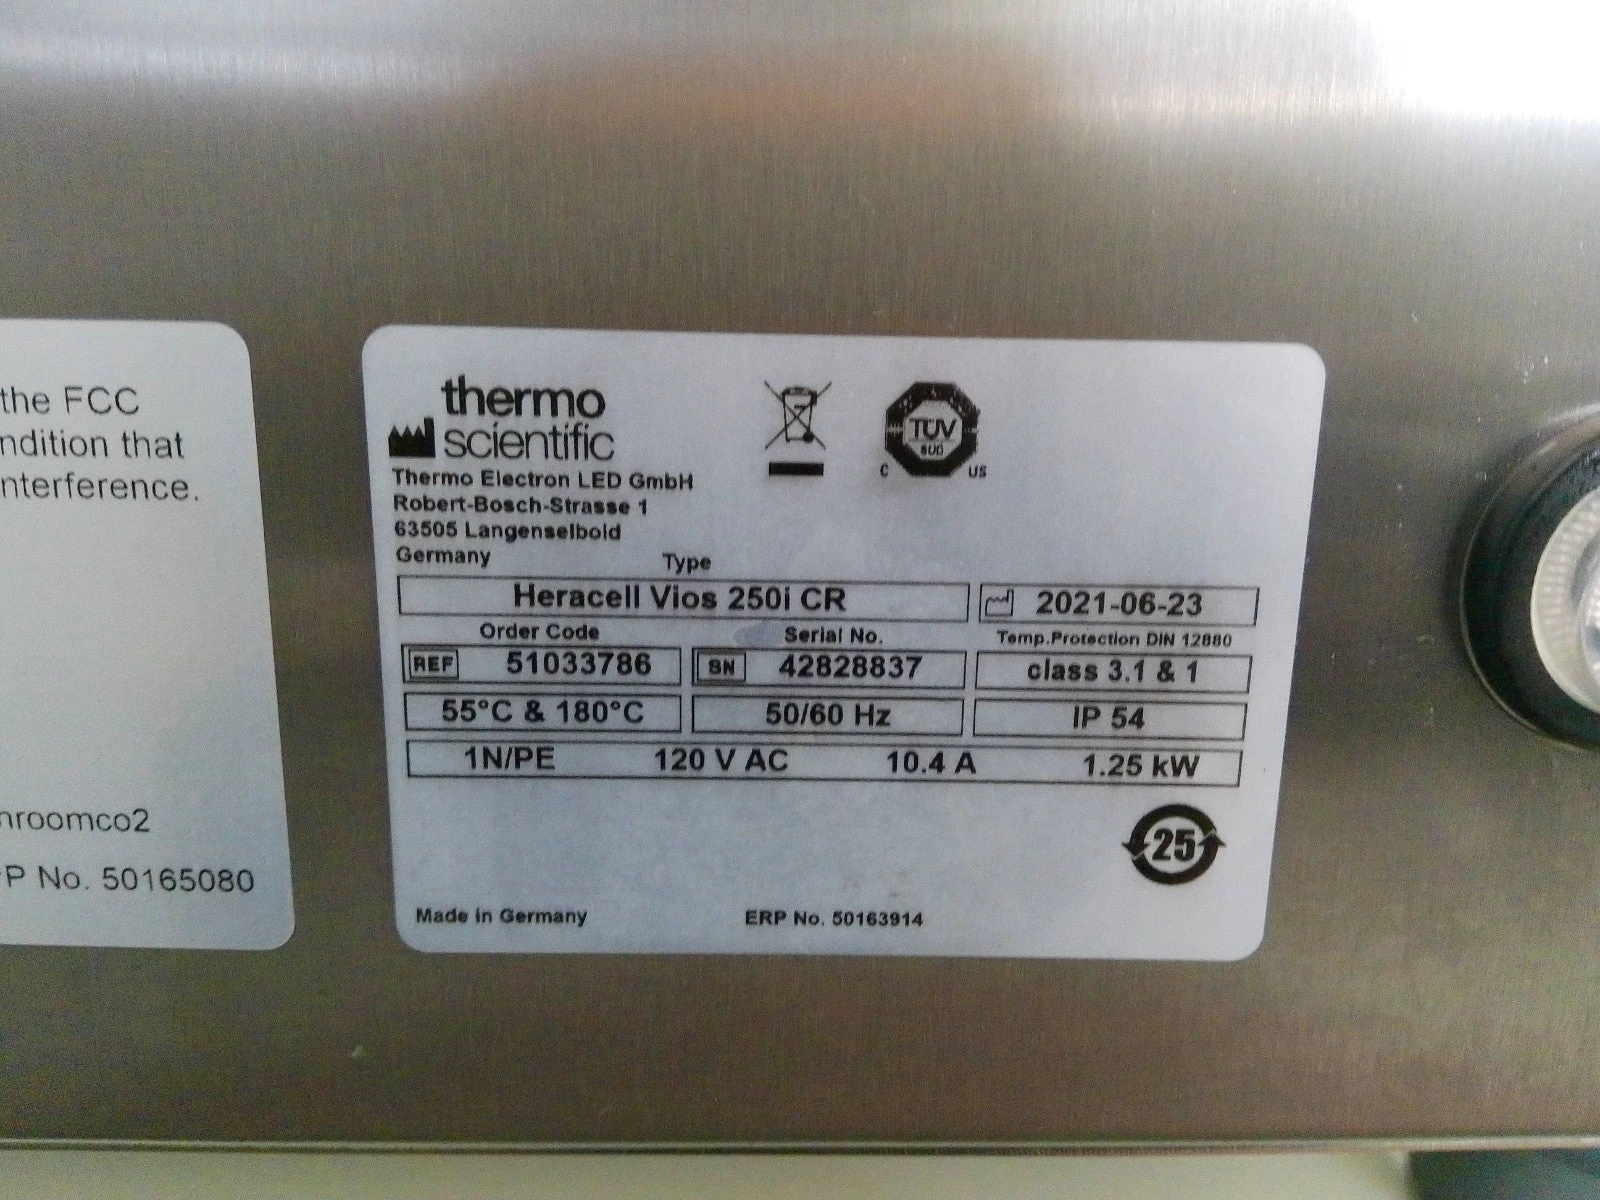 the FCC
ndition that
nterference.
nroomco2
P No. 50165080
thermo
scientific
Thermo Electron LED GmbH
Robert-Bosch-Strasse 1
63505 Langenselbold
Germany
Type
TÜV
SÜD
C US
Heracell Vios 250i CR
2021-06-23
Order Code
Serial No.
Temp.Protection DIN 12880
REF 51033786
SN 42828837
class 3.1 & 1
55°C & 180°C
50/60 Hz
IP 54
1N/PE 120 V AC 10.4 A 1.25 kW
25
Made in Germany
ERP No. 50163914